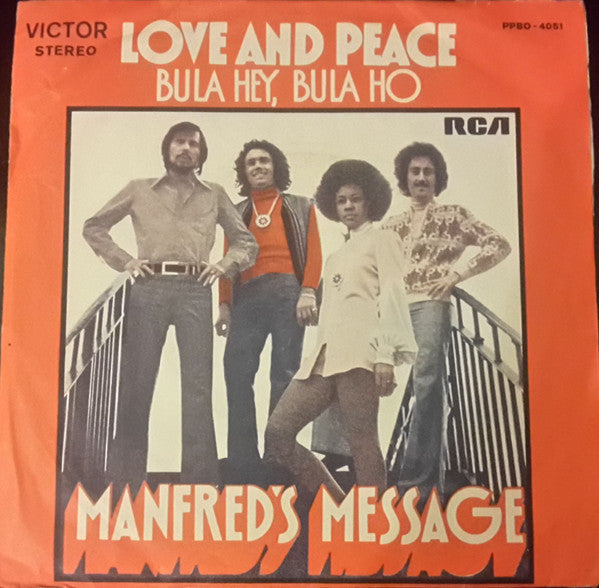 VICTOR
STEREO
LOVE AND PEACE
BULA HEY, BULA HO
PPBO-4051
RCA
MANFRED'S MESSAGE